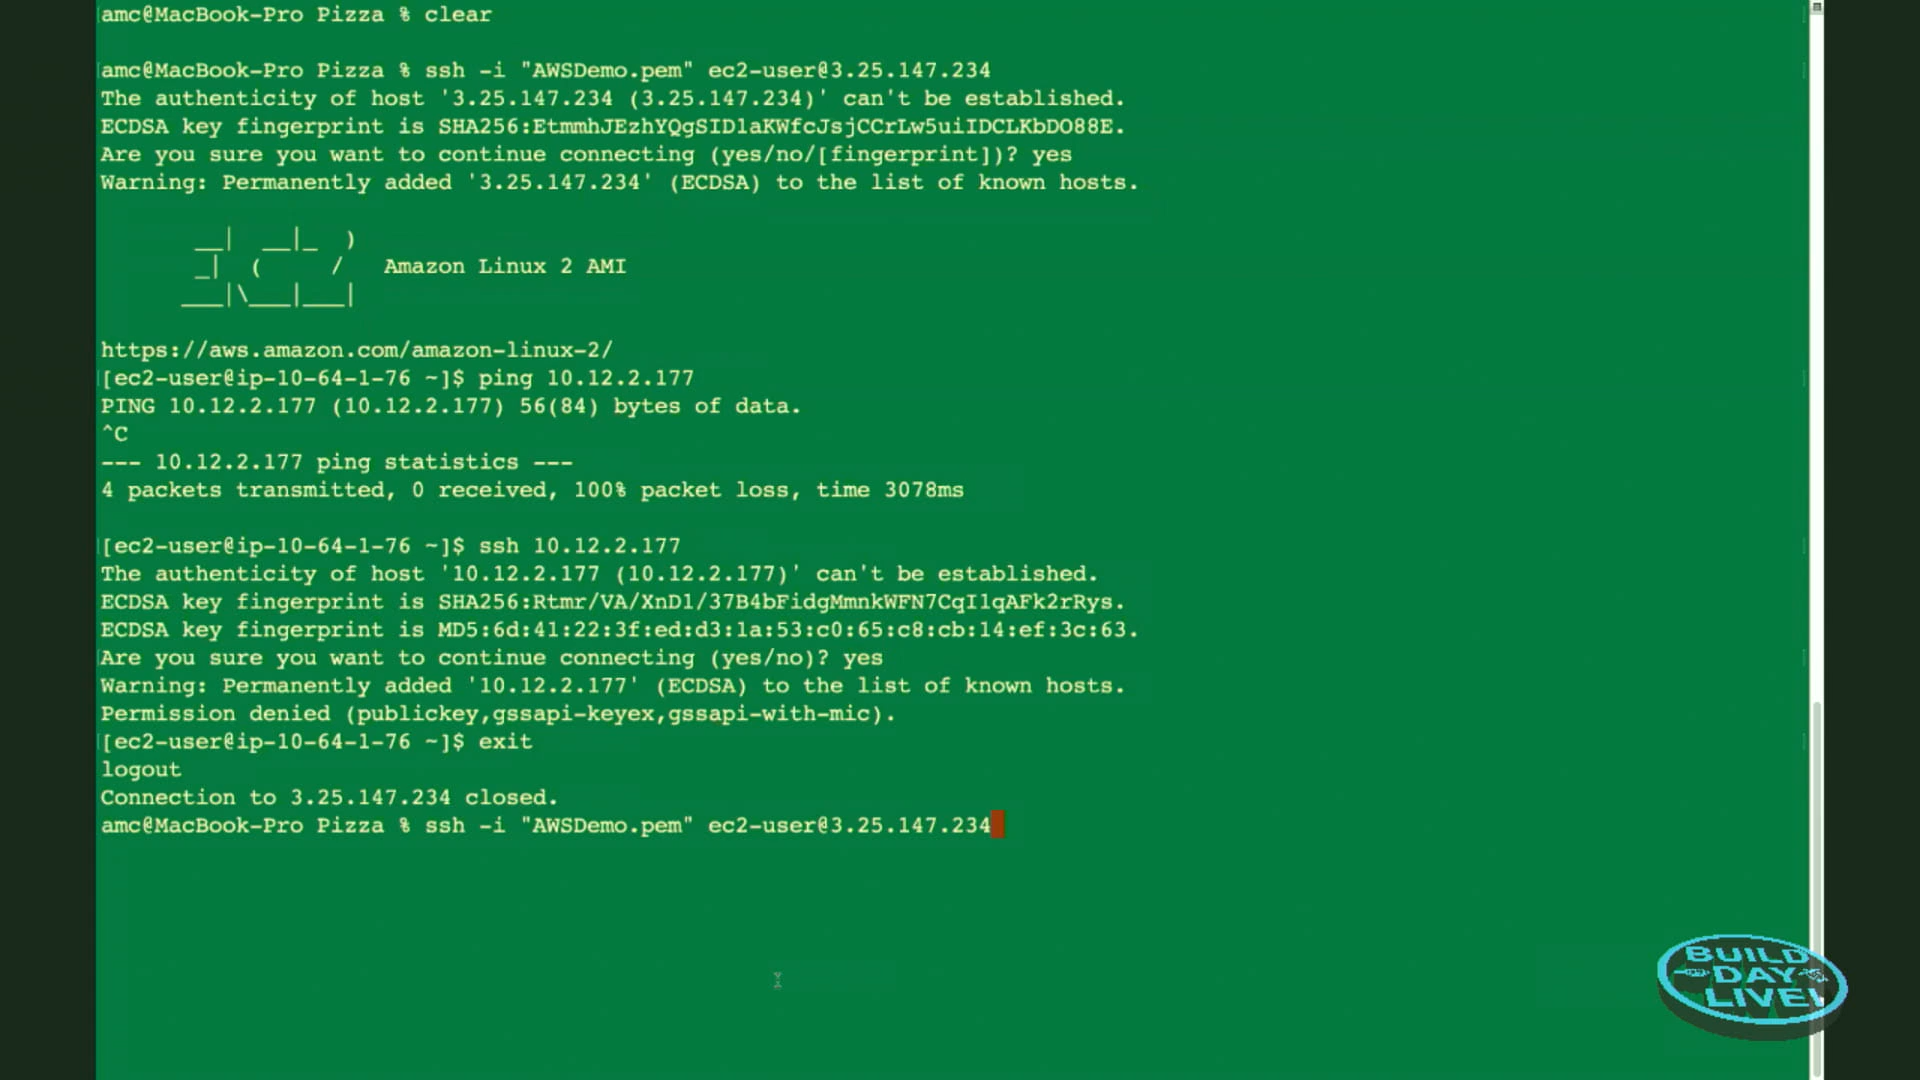 amc@MacBook-Pro Pizza % clear
amc@MacBook-Pro Pizza % ssh -i "AWSDemo.pem" ec2-user@3.25.147.234
The authenticity of host '3.25.147.234 (3.25.147.234)' can't be established.
ECDSA key fingerprint is SHA256:EtmmhJEzhYQgSID1aKWfcJsjCCrLw5uiIDCLKbDO88E.
Are you sure you want to continue connecting (yes/no/[fingerprint])? yes
Warning: Permanently added '3.25.147.234' (ECDSA) to the list of known hosts.
__|  __|_  )
_|  (     /   Amazon Linux 2 AMI
___|\___|___|
https://aws.amazon.com/amazon-linux-2/
[ec2-user@ip-10-64-1-76 ~]$ ping 10.12.2.177
PING 10.12.2.177 (10.12.2.177) 56(84) bytes of data.
^C
--- 10.12.2.177 ping statistics ---
4 packets transmitted, 0 received, 100% packet loss, time 3078ms
[ec2-user@ip-10-64-1-76 ~]$ ssh 10.12.2.177
The authenticity of host '10.12.2.177 (10.12.2.177)' can't be established.
ECDSA key fingerprint is SHA256:Rtmr/VA/XnD1/37B4bFidgMmnkWFN7CqI1qAFk2rRys.
ECDSA key fingerprint is MD5:6d:41:22:3f:ed:d3:1a:53:c0:65:c8:cb:14:ef:3c:63.
Are you sure you want to continue connecting (yes/no)? yes
Warning: Permanently added '10.12.2.177' (ECDSA) to the list of known hosts.
Permission denied (publickey,gssapi-keyex,gssapi-with-mic).
[ec2-user@ip-10-64-1-76 ~]$ exit
logout
Connection to 3.25.147.234 closed.
amc@MacBook-Pro Pizza % ssh -i "AWSDemo.pem" ec2-user@3.25.147.234
BUILD
DAY
LIVE!